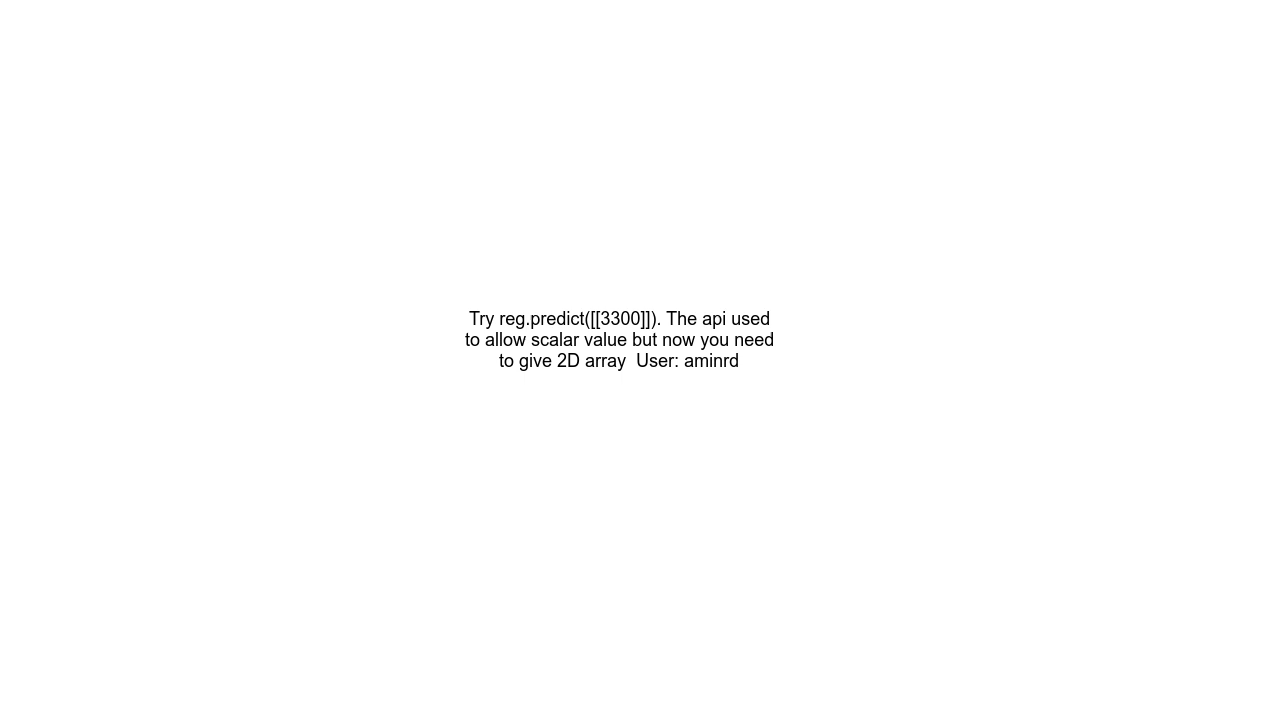 Try reg.predict([[3300]]). The api used
to allow scalar value but now you need
to give 2D array  User: aminrd